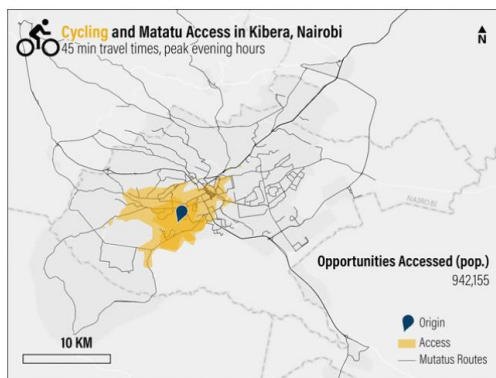 Cycling and Matatu Access in Kibera, Nairobi
45 min travel times, peak evening hours
N
NAIROBI
Opportunities Accessed (pop.)
942,155
Origin
Access
Mutatus Routes
10 KM